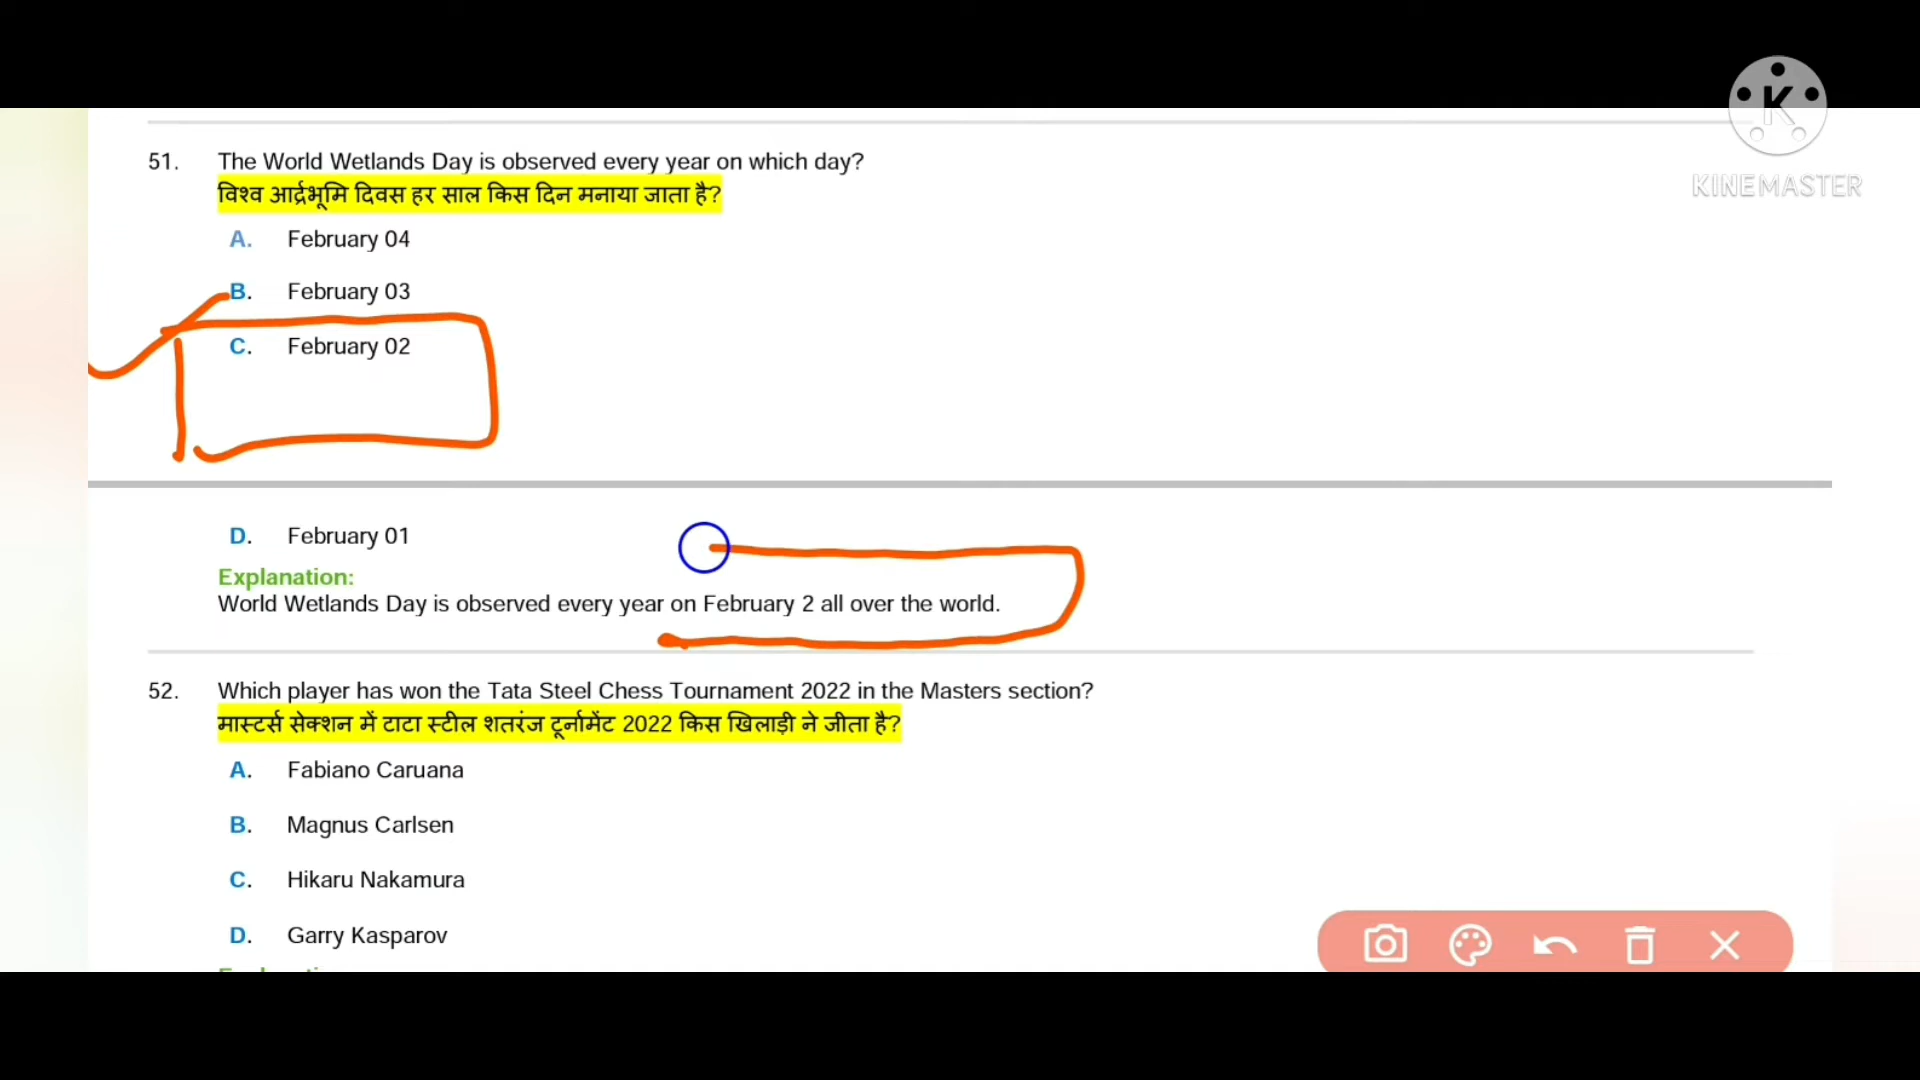 K
KINEMASTER
51. The World Wetlands Day is observed every year on which day?
विश्व आर्द्रभूमि दिवस हर साल किस दिन मनाया जाता है?
A. February 04
B. February 03
C. February 02
D. February 01
Explanation:
World Wetlands Day is observed every year on February 2 all over the world.
52. Which player has won the Tata Steel Chess Tournament 2022 in the Masters section?
मास्टर्स सेक्शन में टाटा स्टील शतरंज टूर्नामेंट 2022 किस खिलाड़ी ने जीता है?
A. Fabiano Caruana
B. Magnus Carlsen
C. Hikaru Nakamura
D. Garry Kasparov